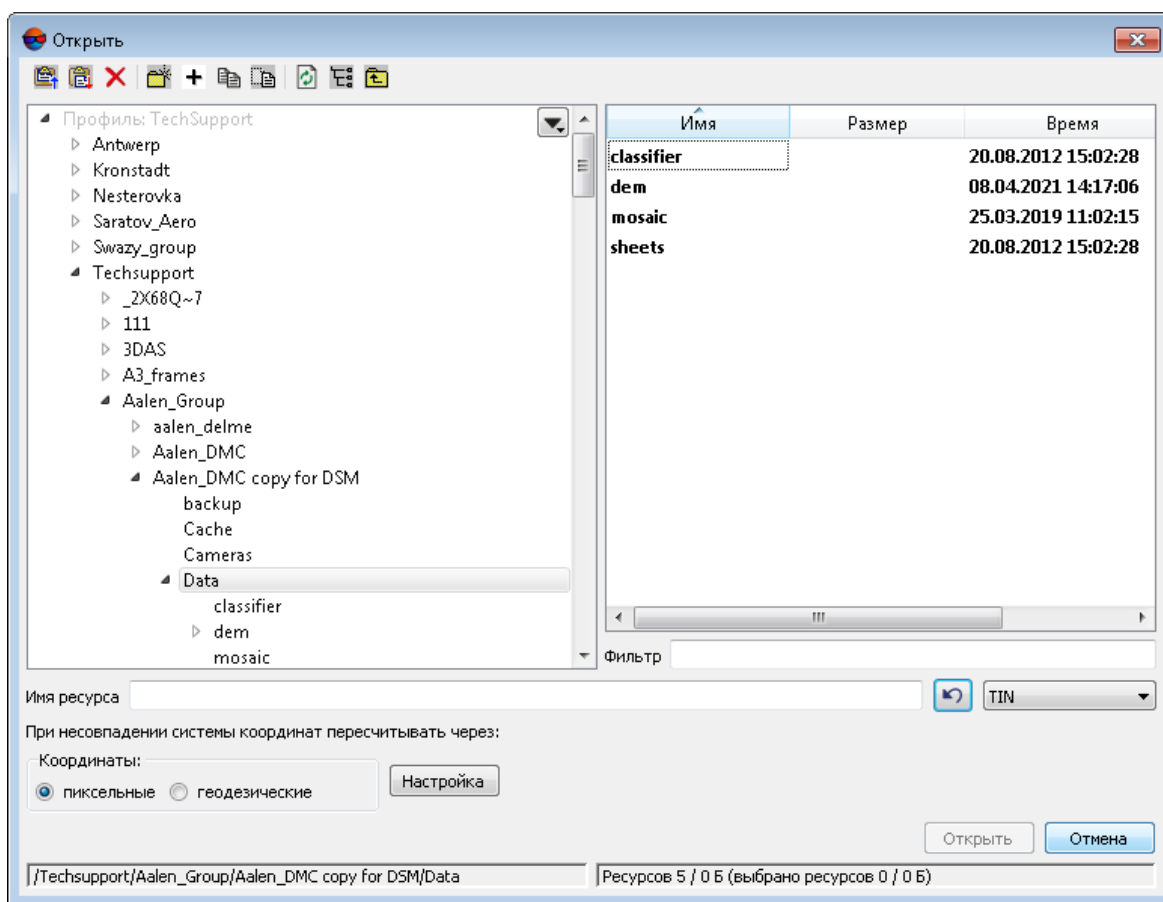 Открыть
Профиль: TechSupport
Antwerp
Kronstadt
Nesterovka
Saratov_Aero
Swazy_group
Techsupport
_2X68Q~7
111
3DAS
A3_frames
Aalen_Group
aalen_delme
Aalen_DMC
Aalen_DMC copy for DSM
backup
Cache
Cameras
Data
classifier
dem
mosaic
Имя Размер Время
classifier 20.08.2012 15:02:28
dem 08.04.2021 14:17:06
mosaic 25.03.2019 11:02:15
sheets 20.08.2012 15:02:28
Фильтр
Имя ресурса TIN
При несовпадении системы координат пересчитывать через:
Координаты:
пиксельные геодезические Настройка
Открыть Отмена
/Techsupport/Aalen_Group/Aalen_DMC copy for DSM/Data Ресурсов 5 / 0 Б (выбрано ресурсов 0 / 0 Б)